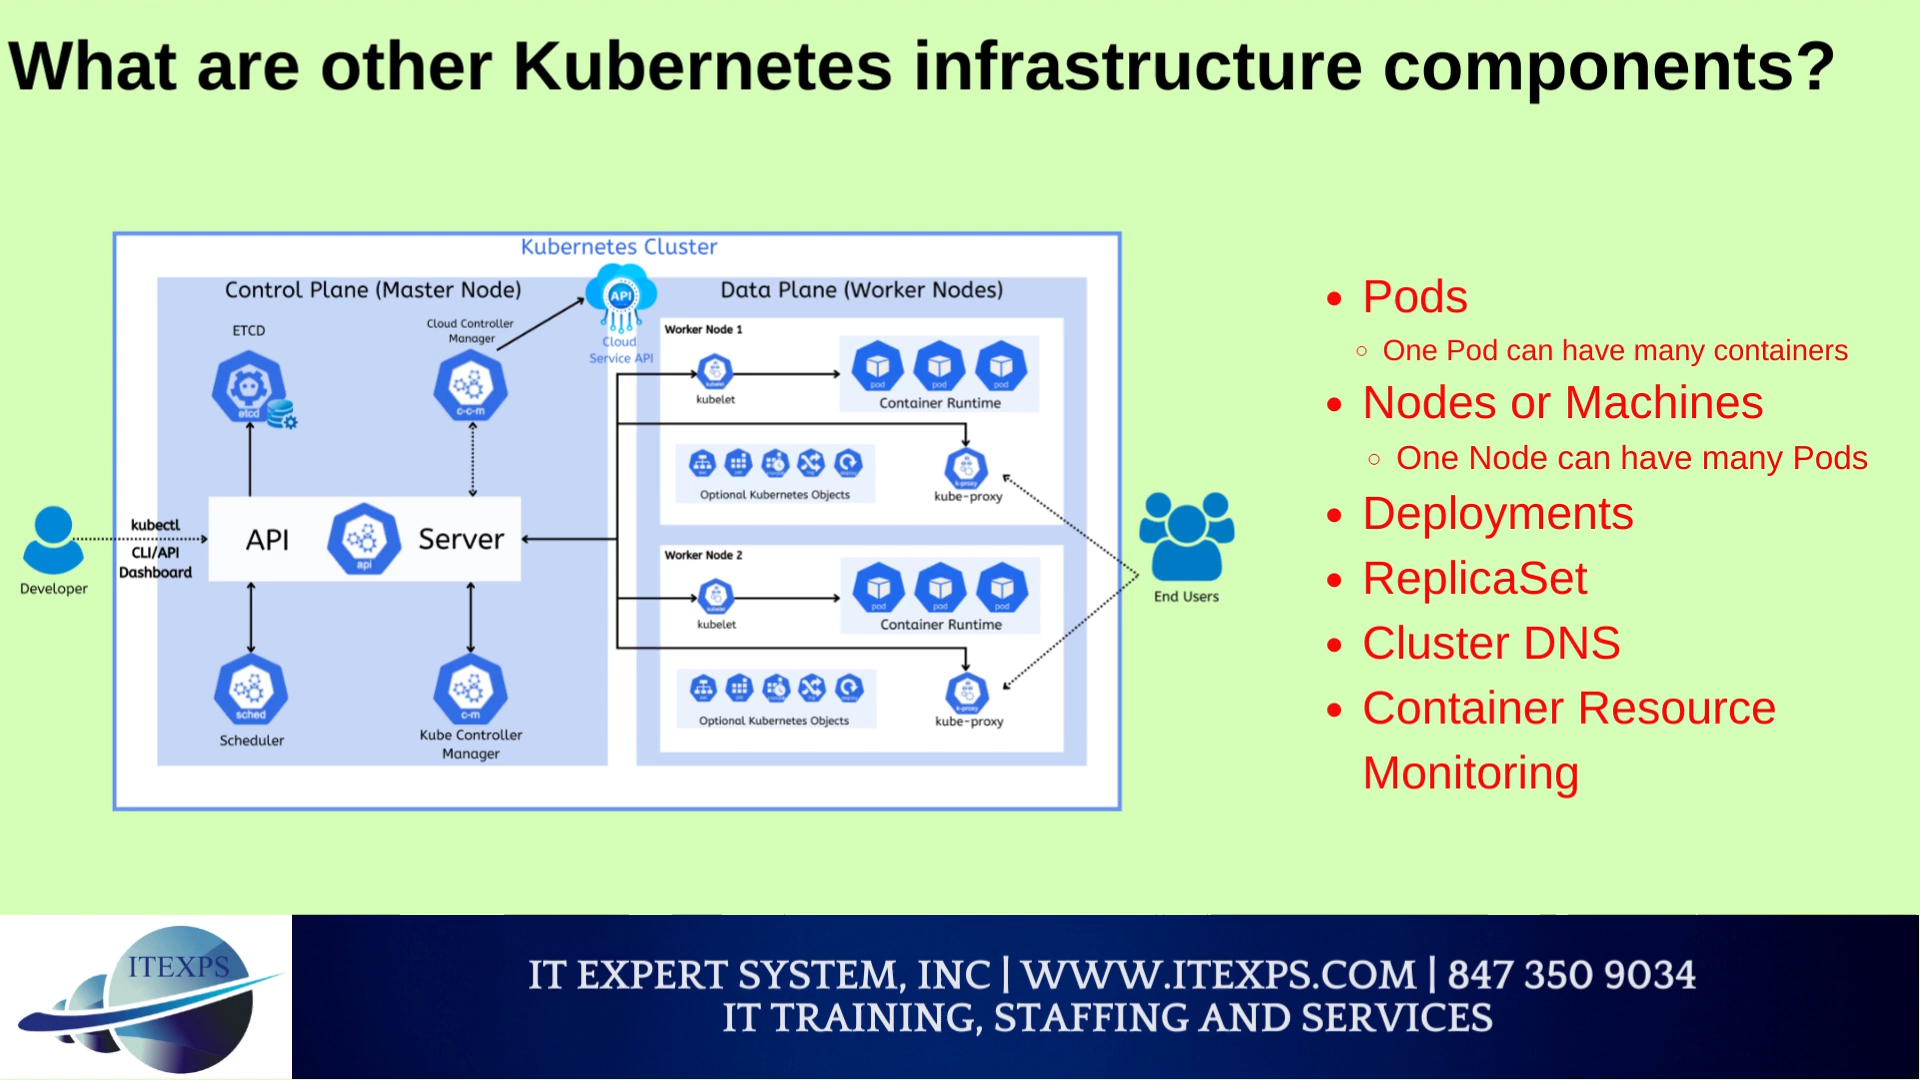 What are other Kubernetes infrastructure components?
Kubernetes Cluster
Control Plane (Master Node)
ETCD
etcd
Cloud Controller
Manager
c-c-m
API
Cloud
Service API
kubectl
CLI/API
Dashboard
Developer
API
api
Server
sched
Scheduler
c-m
Kube Controller
Manager
Data Plane (Worker Nodes)
Worker Node 1
kubelet
kubelet
pod
pod
pod
Container Runtime
Optional Kubernetes Objects
k-proxy
kube-proxy
Worker Node 2
kubelet
kubelet
pod
pod
pod
Container Runtime
Optional Kubernetes Objects
k-proxy
kube-proxy
End Users
• Pods
○ One Pod can have many containers
• Nodes or Machines
○ One Node can have many Pods
• Deployments
• ReplicaSet
• Cluster DNS
• Container Resource
Monitoring
ITEXPS
IT EXPERT SYSTEM, INC | WWW.ITEXPS.COM | 847 350 9034
IT TRAINING, STAFFING AND SERVICES